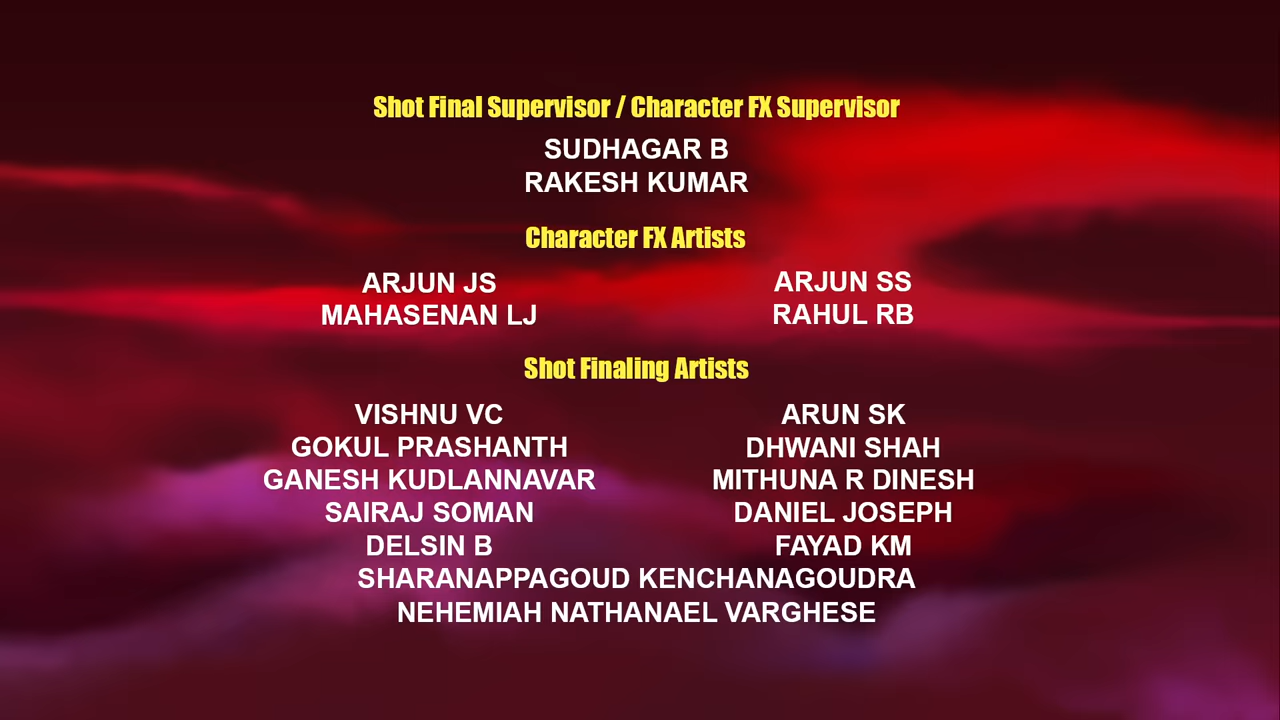 Shot Final Supervisor / Character FX Supervisor
SUDHAGAR B
RAKESH KUMAR
Character FX Artists
ARJUN JS ARJUN SS
MAHASENAN LJ RAHUL RB
Shot Finaling Artists
VISHNU VC ARUN SK
GOKUL PRASHANTH DHWANI SHAH
GANESH KUDLANNAVAR MITHUNA R DINESH
SAIRAJ SOMAN DANIEL JOSEPH
DELSIN B FAYAD KM
SHARANAPPAGOUD KENCHANAGOUDRA
NEHEMIAH NATHANAEL VARGHESE